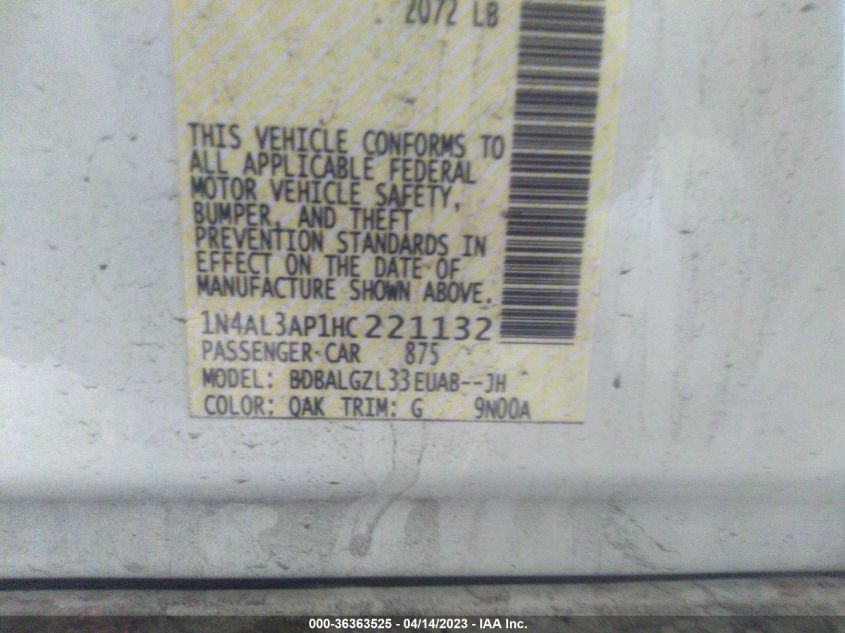 2072 LB
THIS VEHICLE CONFORMS TO
ALL APPLICABLE FEDERAL
MOTOR VEHICLE SAFETY,
BUMPER, AND THEFT
PREVENTION STANDARDS IN
EFFECT ON THE DATE OF
MANUFACTURE SHOWN ABOVE.
1N4AL3AP1HC221132
PASSENGER CAR 875
MODEL: BDBALGZL33EUAB--JH
COLOR: QAK TRIM: G 9N00A
000-36363525 - 04/14/2023 - IAA Inc.